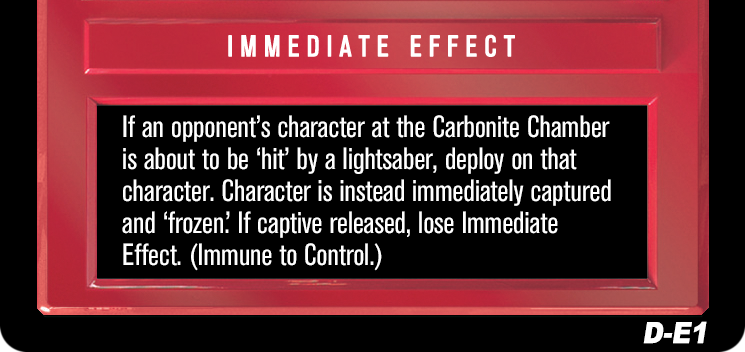 IMMEDIATE EFFECT
If an opponent’s character at the Carbonite Chamber
is about to be ‘hit’ by a lightsaber, deploy on that
character. Character is instead immediately captured
and ‘frozen.’ If captive released, lose Immediate
Effect. (Immune to Control.)
D-E1